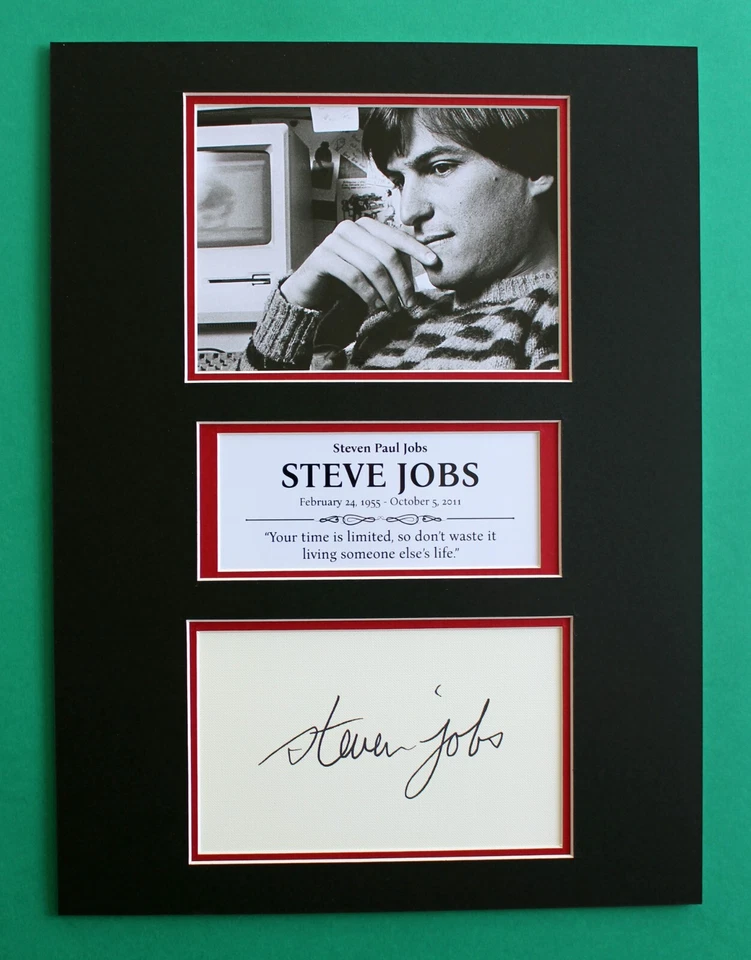 Steven Paul Jobs
STEVE JOBS
February 24, 1955 - October 5, 2011
“Your time is limited, so don’t waste it
living someone else’s life.”
steven jobs